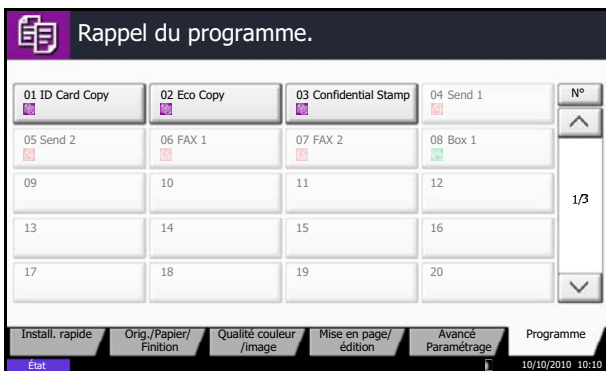 Rappel du programme.
01 ID Card Copy 02 Eco Copy 03 Confidential Stamp 04 Send 1 N°
05 Send 2 06 FAX 1 07 FAX 2 08 Box 1
09 10 11 12
1/3
13 14 15 16
17 18 19 20
Install. rapide Orig./Papier/ Qualité couleur Mise en page/ Avancé Programme
Finition /image édition Paramétrage
État 10/10/2010 10:10